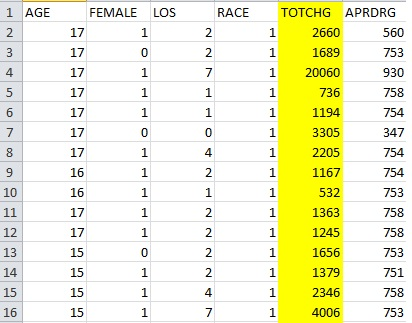 1 AGE FEMALE LOS RACE TOTCHG APRDRG
2 17 1 2 1 2660 560
3 17 0 2 1 1689 753
4 17 1 7 1 20060 930
5 17 1 1 1 736 758
6 17 1 1 1 1194 754
7 17 0 0 1 3305 347
8 17 1 4 1 2205 754
9 16 1 2 1 1167 754
10 16 1 1 1 532 753
11 17 1 2 1 1363 758
12 17 1 2 1 1245 758
13 15 0 2 1 1656 753
14 15 1 2 1 1379 751
15 15 1 4 1 2346 758
16 15 1 7 1 4006 753